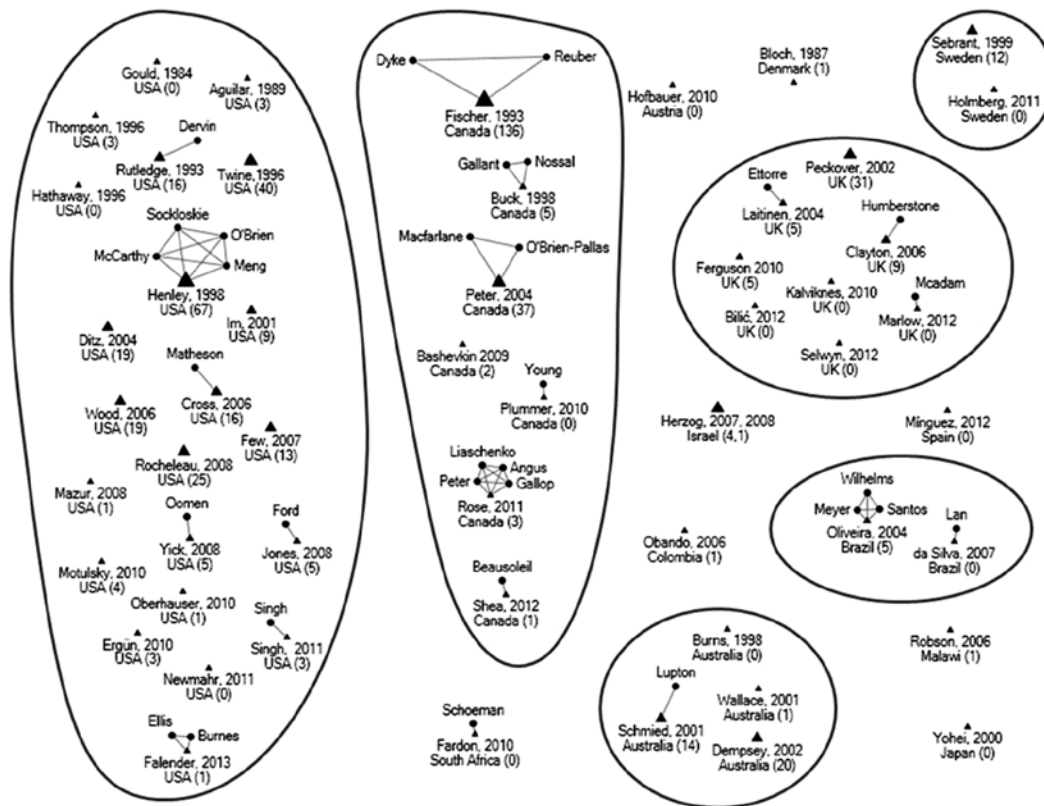 Gould, 1984
USA (0)
Aguilar, 1989
USA (3)
Thompson, 1996
USA (3)
Dervin
Rutledge, 1993
USA (16)
Twine, 1996
USA (40)
Hathaway, 1996
USA (0)
Sockloskie
O'Brien
McCarthy
Meng
Henley, 1998
USA (67)
Im, 2001
USA (9)
Ditz, 2004
USA (19)
Matheson
Cross, 2006
USA (16)
Wood, 2006
USA (19)
Few, 2007
USA (13)
Rocheleau, 2008
USA (25)
Mazur, 2008
USA (1)
Oomen
Yick, 2008
USA (5)
Ford
Jones, 2008
USA (5)
Motulsky, 2010
USA (4)
Oberhauser, 2010
USA (1)
Singh
Singh, 2011
USA (3)
Ergün, 2010
USA (3)
Newmahr, 2011
USA (0)
Ellis
Burnes
Falender, 2013
USA (1)
Dyke
Reuber
Fischer, 1993
Canada (136)
Gallant
Nossal
Buck, 1998
Canada (5)
Macfarlane
O'Brien-Pallas
Peter, 2004
Canada (37)
Bashevkin 2009
Canada (2)
Young
Plummer, 2010
Canada (0)
Liaschenko
Angus
Peter
Gallop
Rose, 2011
Canada (3)
Beausoleil
Shea, 2012
Canada (1)
Schoeman
Fardon, 2010
South Africa (0)
Hofbauer, 2010
Austria (0)
Bloch, 1987
Denmark (1)
Sebrant, 1999
Sweden (12)
Holmberg, 2011
Sweden (0)
Peckover, 2002
UK (31)
Ettorre
Laitinen, 2004
UK (5)
Humberstone
Clayton, 2006
UK (9)
Ferguson 2010
UK (5)
Kalviknes, 2010
UK (0)
Mcadam
Marlow, 2012
UK (0)
Bilić, 2012
UK (0)
Selwyn, 2012
UK (0)
Herzog, 2007, 2008
Israel (4,1)
Mínguez, 2012
Spain (0)
Wilhelms
Meyer
Santos
Oliveira, 2004
Brazil (5)
Lan
da Silva, 2007
Brazil (0)
Obando, 2006
Colombia (1)
Burns, 1998
Australia (0)
Lupton
Schmied, 2001
Australia (14)
Wallace, 2001
Australia (1)
Dempsey, 2002
Australia (20)
Robson, 2006
Malawi (1)
Yohei, 2000
Japan (0)